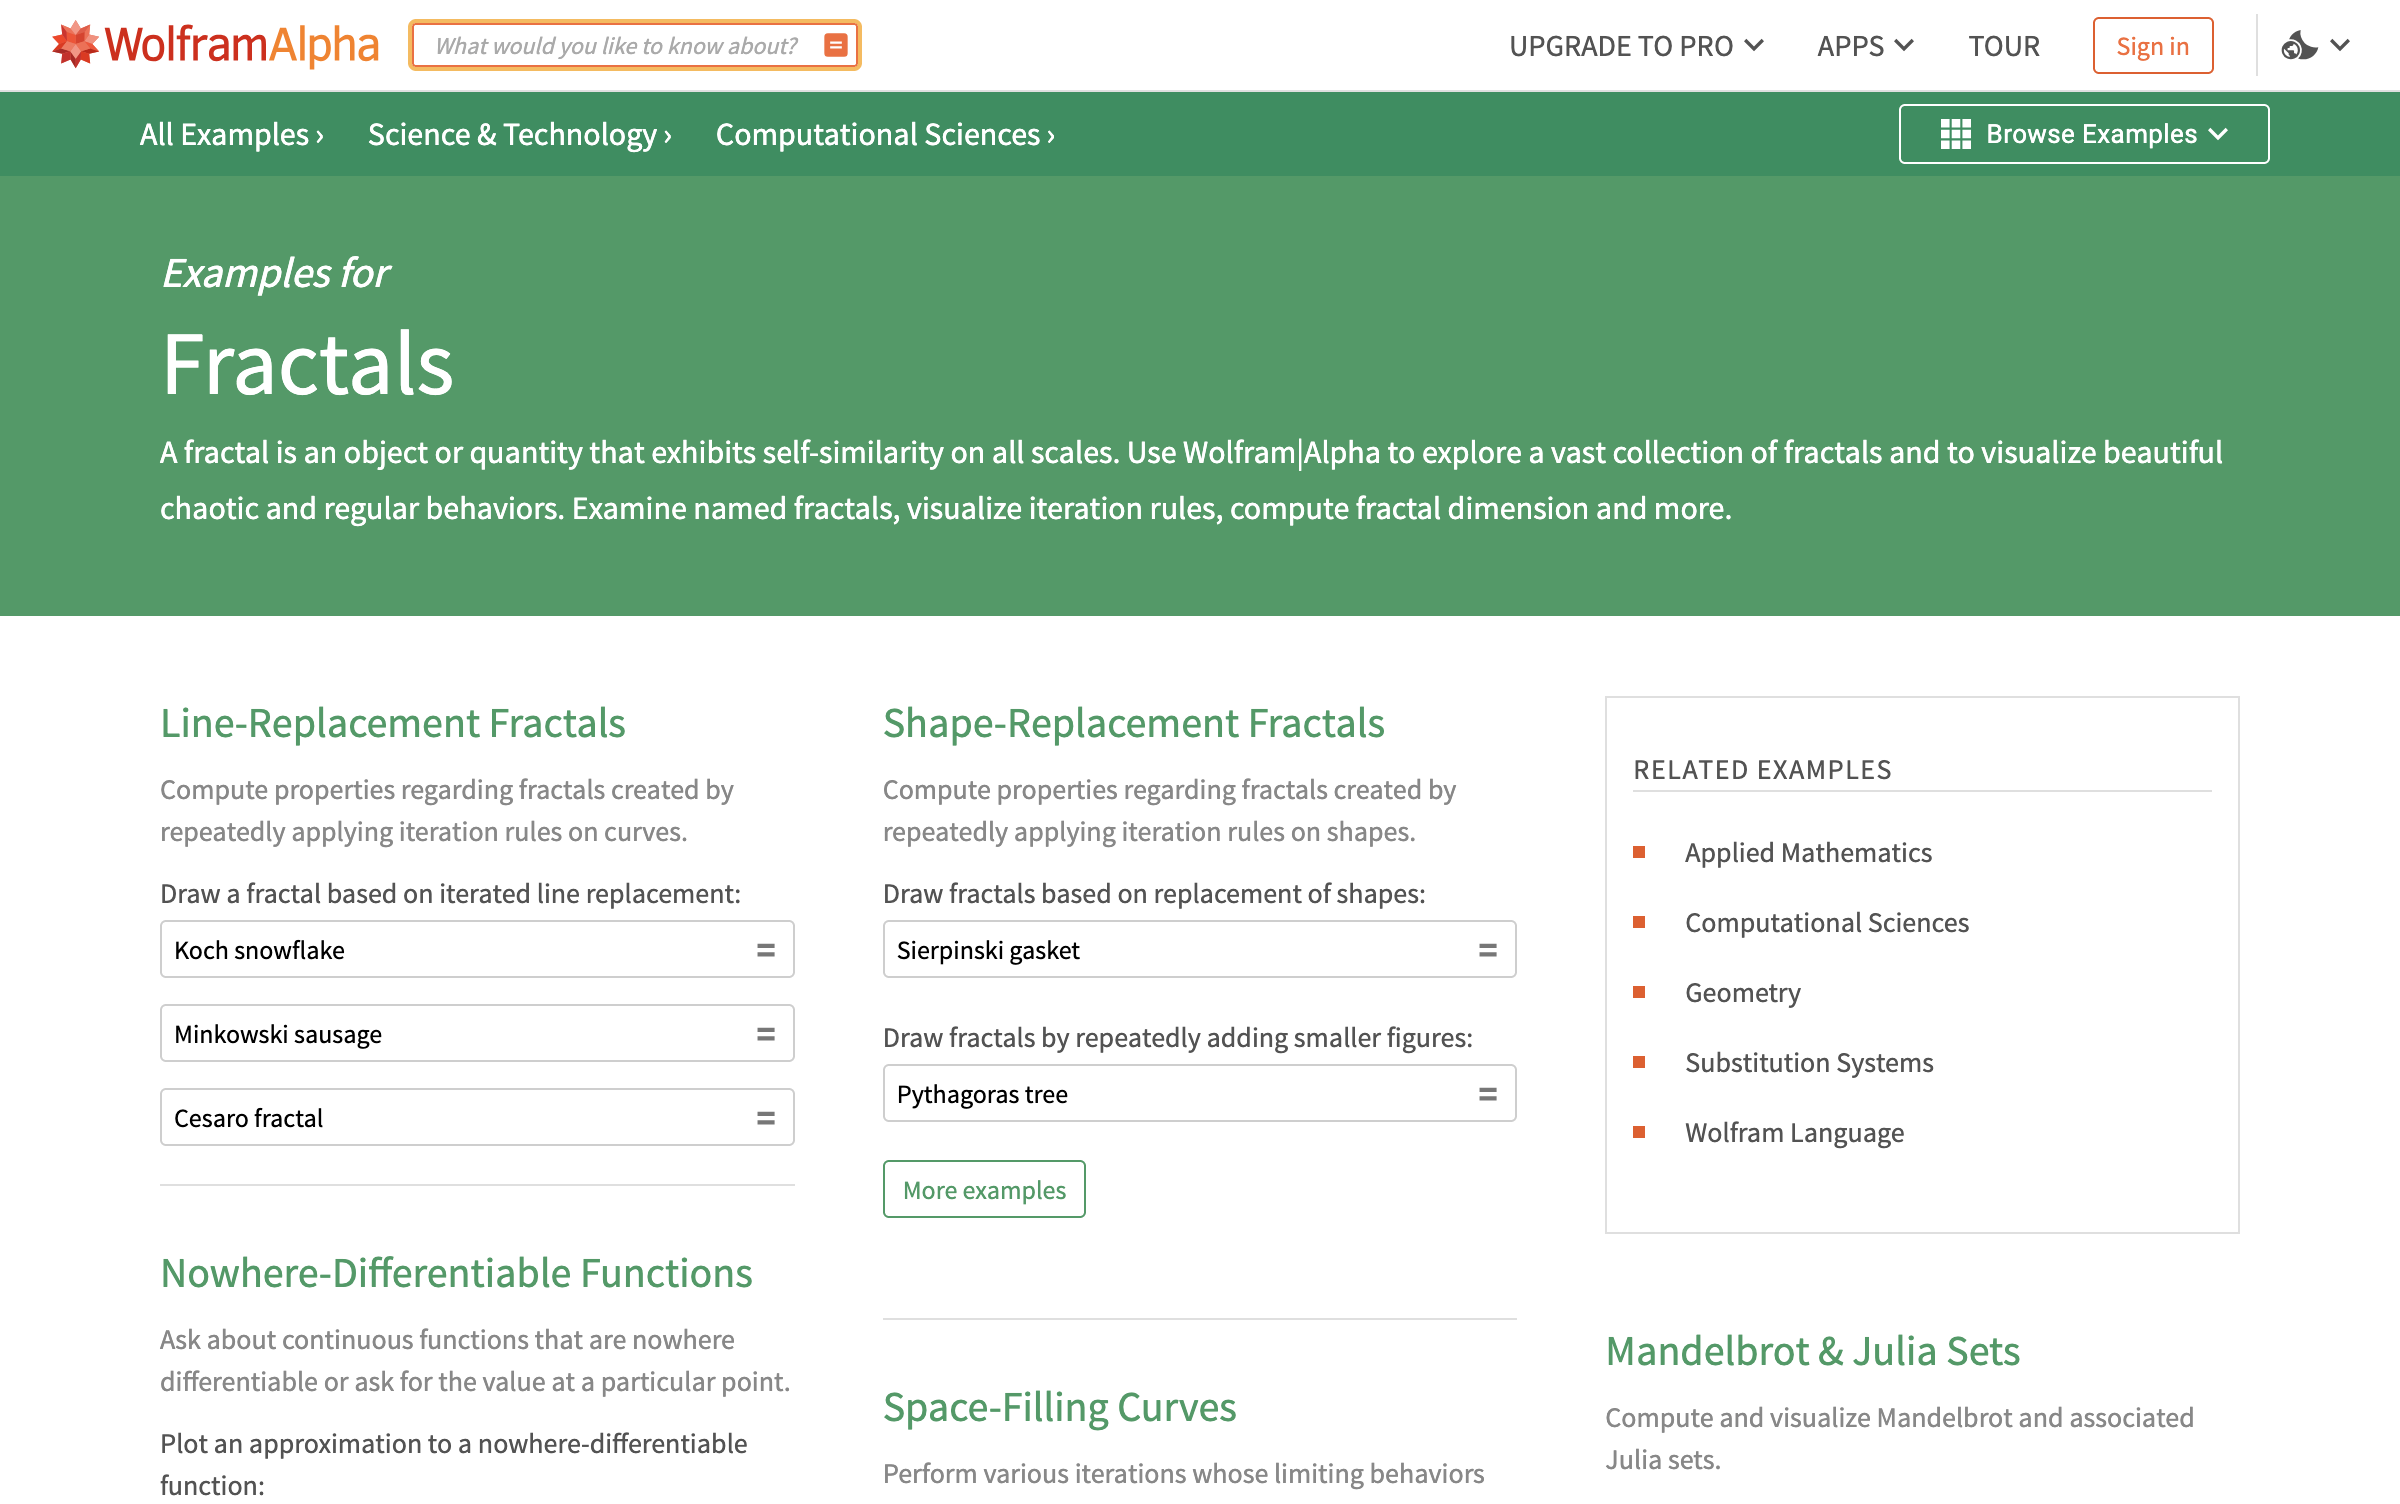 WolframAlpha
What would you like to know about?
UPGRADE TO PRO
APPS
TOUR
Sign in
All Examples ›
Science & Technology ›
Computational Sciences ›
Browse Examples
Examples for
Fractals
A fractal is an object or quantity that exhibits self-similarity on all scales. Use Wolfram|Alpha to explore a vast collection of fractals and to visualize beautiful
chaotic and regular behaviors. Examine named fractals, visualize iteration rules, compute fractal dimension and more.
Line-Replacement Fractals
Compute properties regarding fractals created by
repeatedly applying iteration rules on curves.
Draw a fractal based on iterated line replacement:
Koch snowflake
Minkowski sausage
Cesaro fractal
Nowhere-Differentiable Functions
Ask about continuous functions that are nowhere
differentiable or ask for the value at a particular point.
Plot an approximation to a nowhere-differentiable
function:
Shape-Replacement Fractals
Compute properties regarding fractals created by
repeatedly applying iteration rules on shapes.
Draw fractals based on replacement of shapes:
Sierpinski gasket
Draw fractals by repeatedly adding smaller figures:
Pythagoras tree
More examples
Space-Filling Curves
Perform various iterations whose limiting behaviors
RELATED EXAMPLES
Applied Mathematics
Computational Sciences
Geometry
Substitution Systems
Wolfram Language
Mandelbrot & Julia Sets
Compute and visualize Mandelbrot and associated
Julia sets.